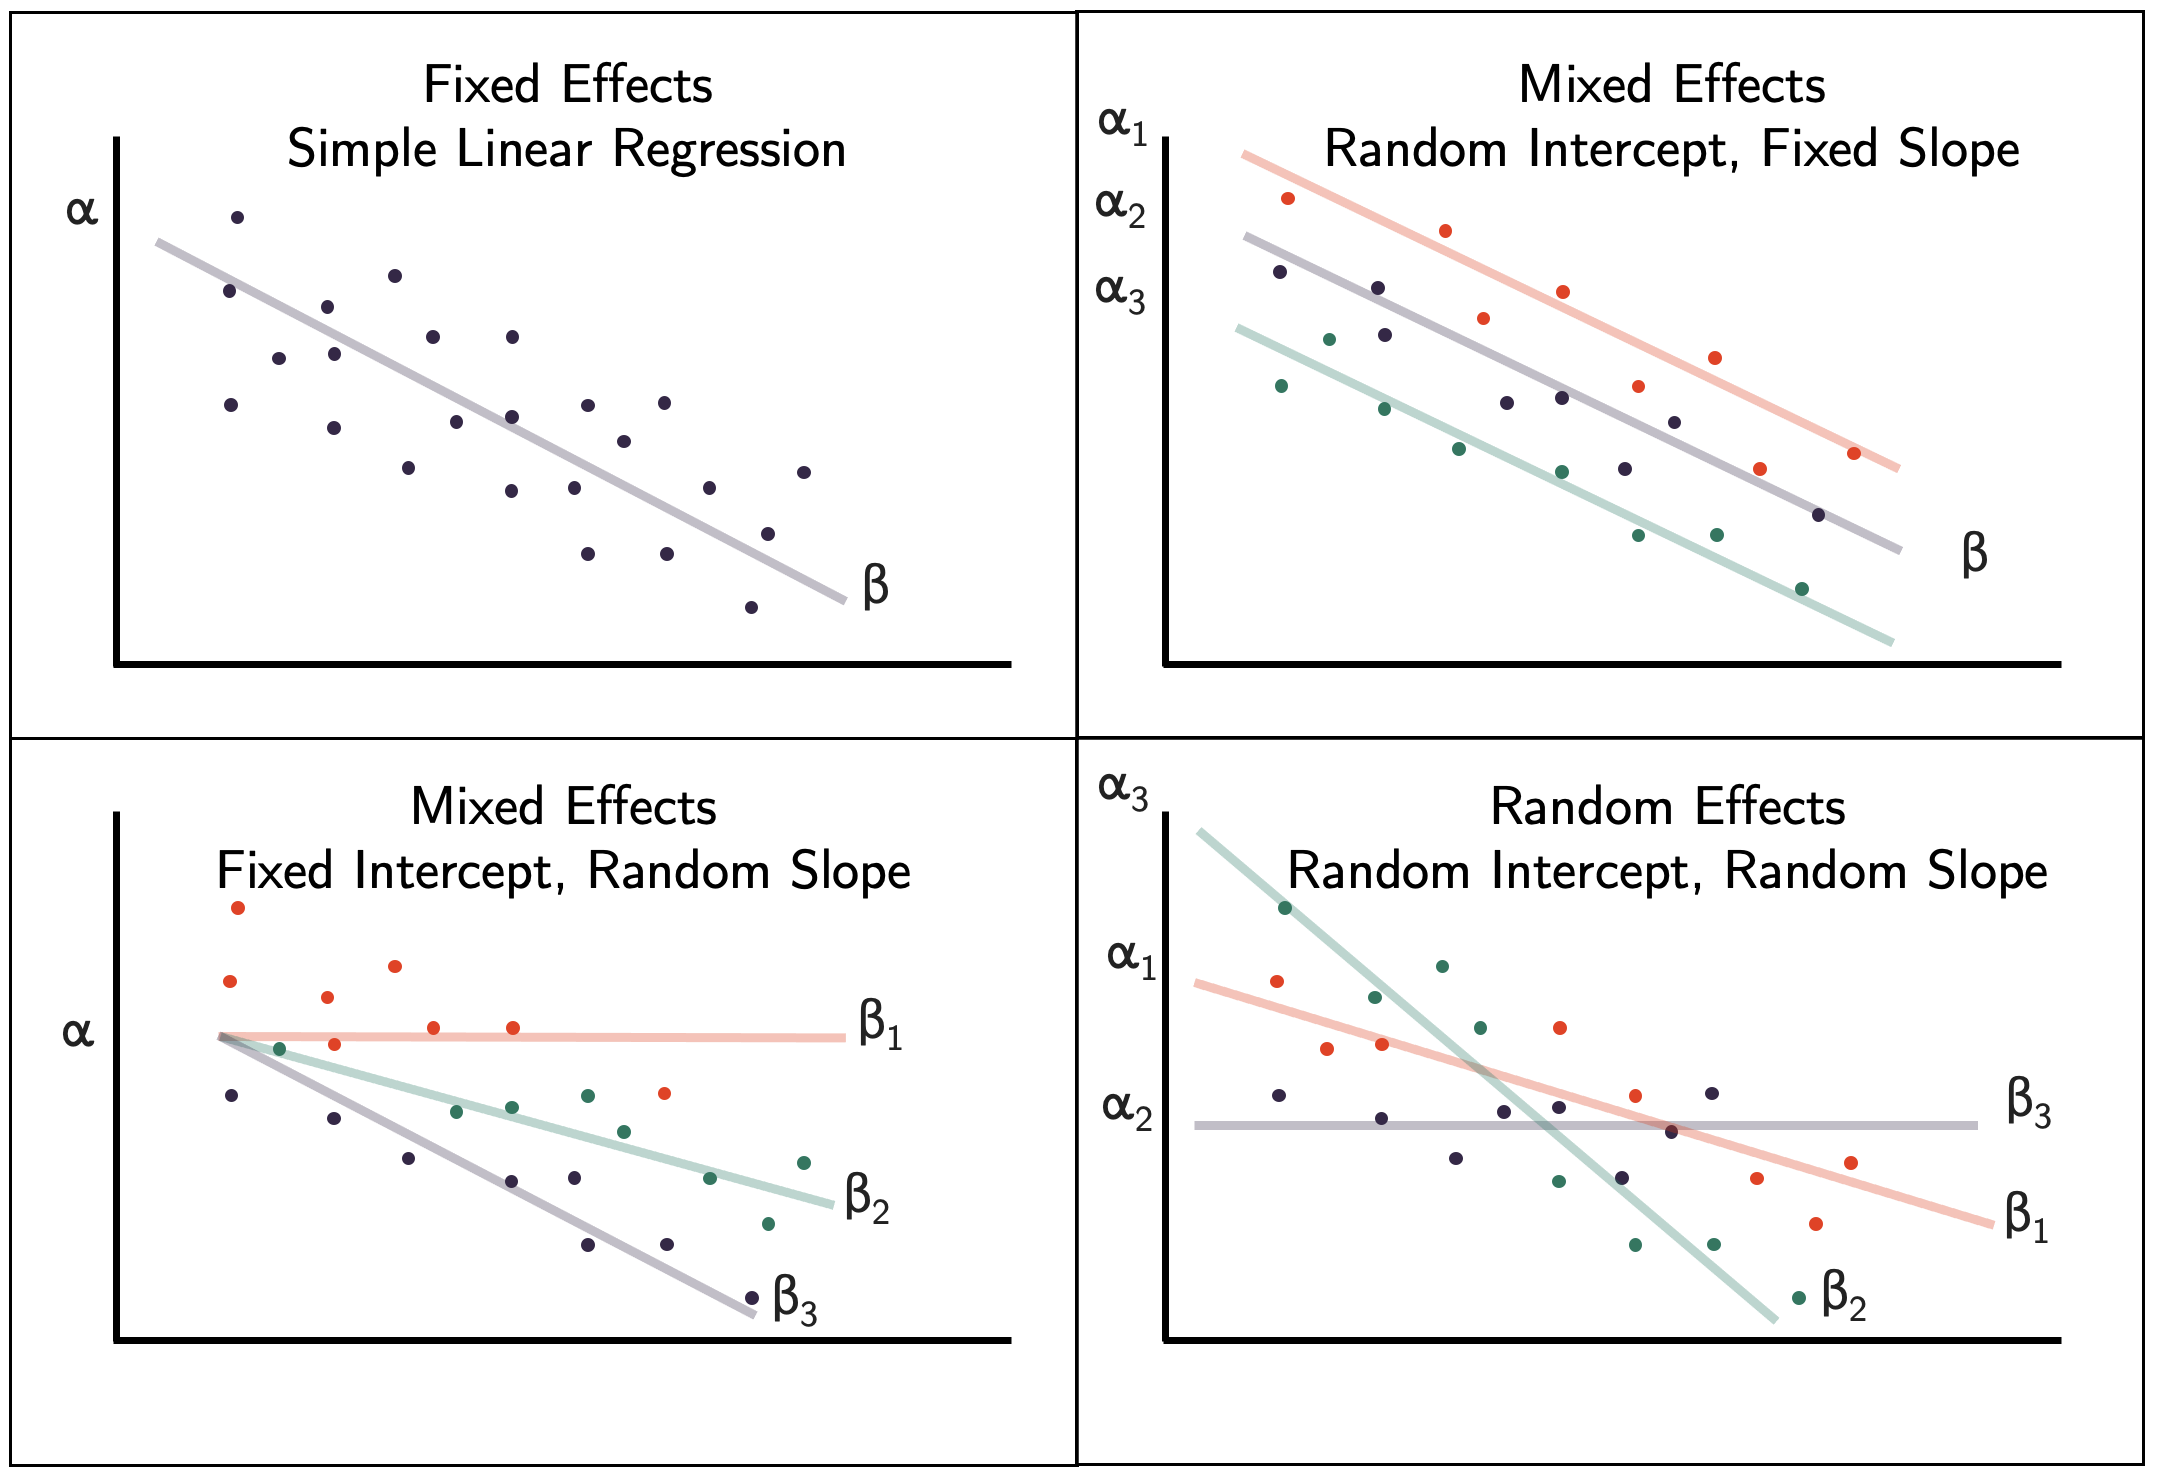 Fixed Effects
Simple Linear Regression
α
β
Mixed Effects
Random Intercept, Fixed Slope
α₁
α₂
α₃
β
Mixed Effects
Fixed Intercept, Random Slope
α
β₁
β₂
β₃
Random Effects
Random Intercept, Random Slope
α₃
α₁
α₂
β₃
β₁
β₂